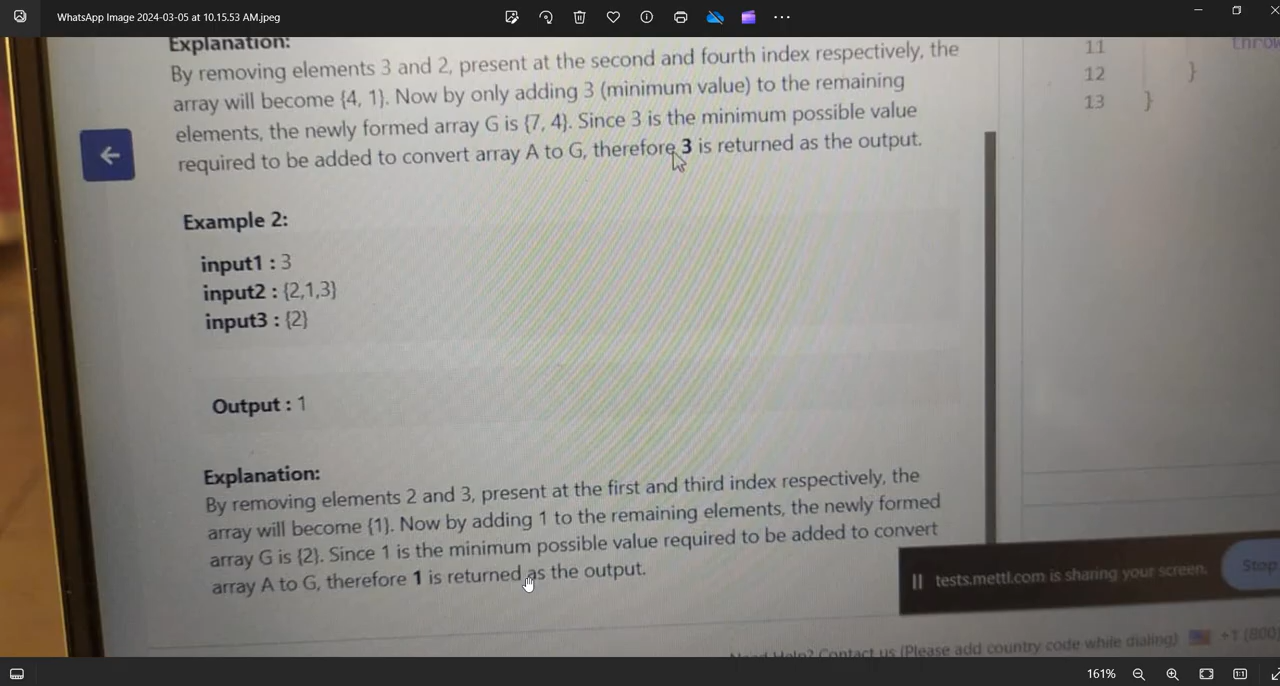 WhatsApp Image 2024-03-05 at 10.15.53 AM.jpeg
Explanation:
By removing elements 3 and 2, present at the second and fourth index respectively, the
array will become {4, 1}. Now by only adding 3 (minimum value) to the remaining
elements, the newly formed array G is {7, 4}. Since 3 is the minimum possible value
required to be added to convert array A to G, therefore 3 is returned as the output.
Example 2:
input1 : 3
input2 : {2,1,3}
input3 : {2}
Output : 1
Explanation:
By removing elements 2 and 3, present at the first and third index respectively, the
array will become {1}. Now by adding 1 to the remaining elements, the newly formed
array G is {2}. Since 1 is the minimum possible value required to be added to convert
array A to G, therefore 1 is returned as the output.
11 throw
12 }
13 }
tests.mettl.com is sharing your screen.
Stop
Need Help? Contact us (Please add country code while dialing) +1 (800)
161%
1:1